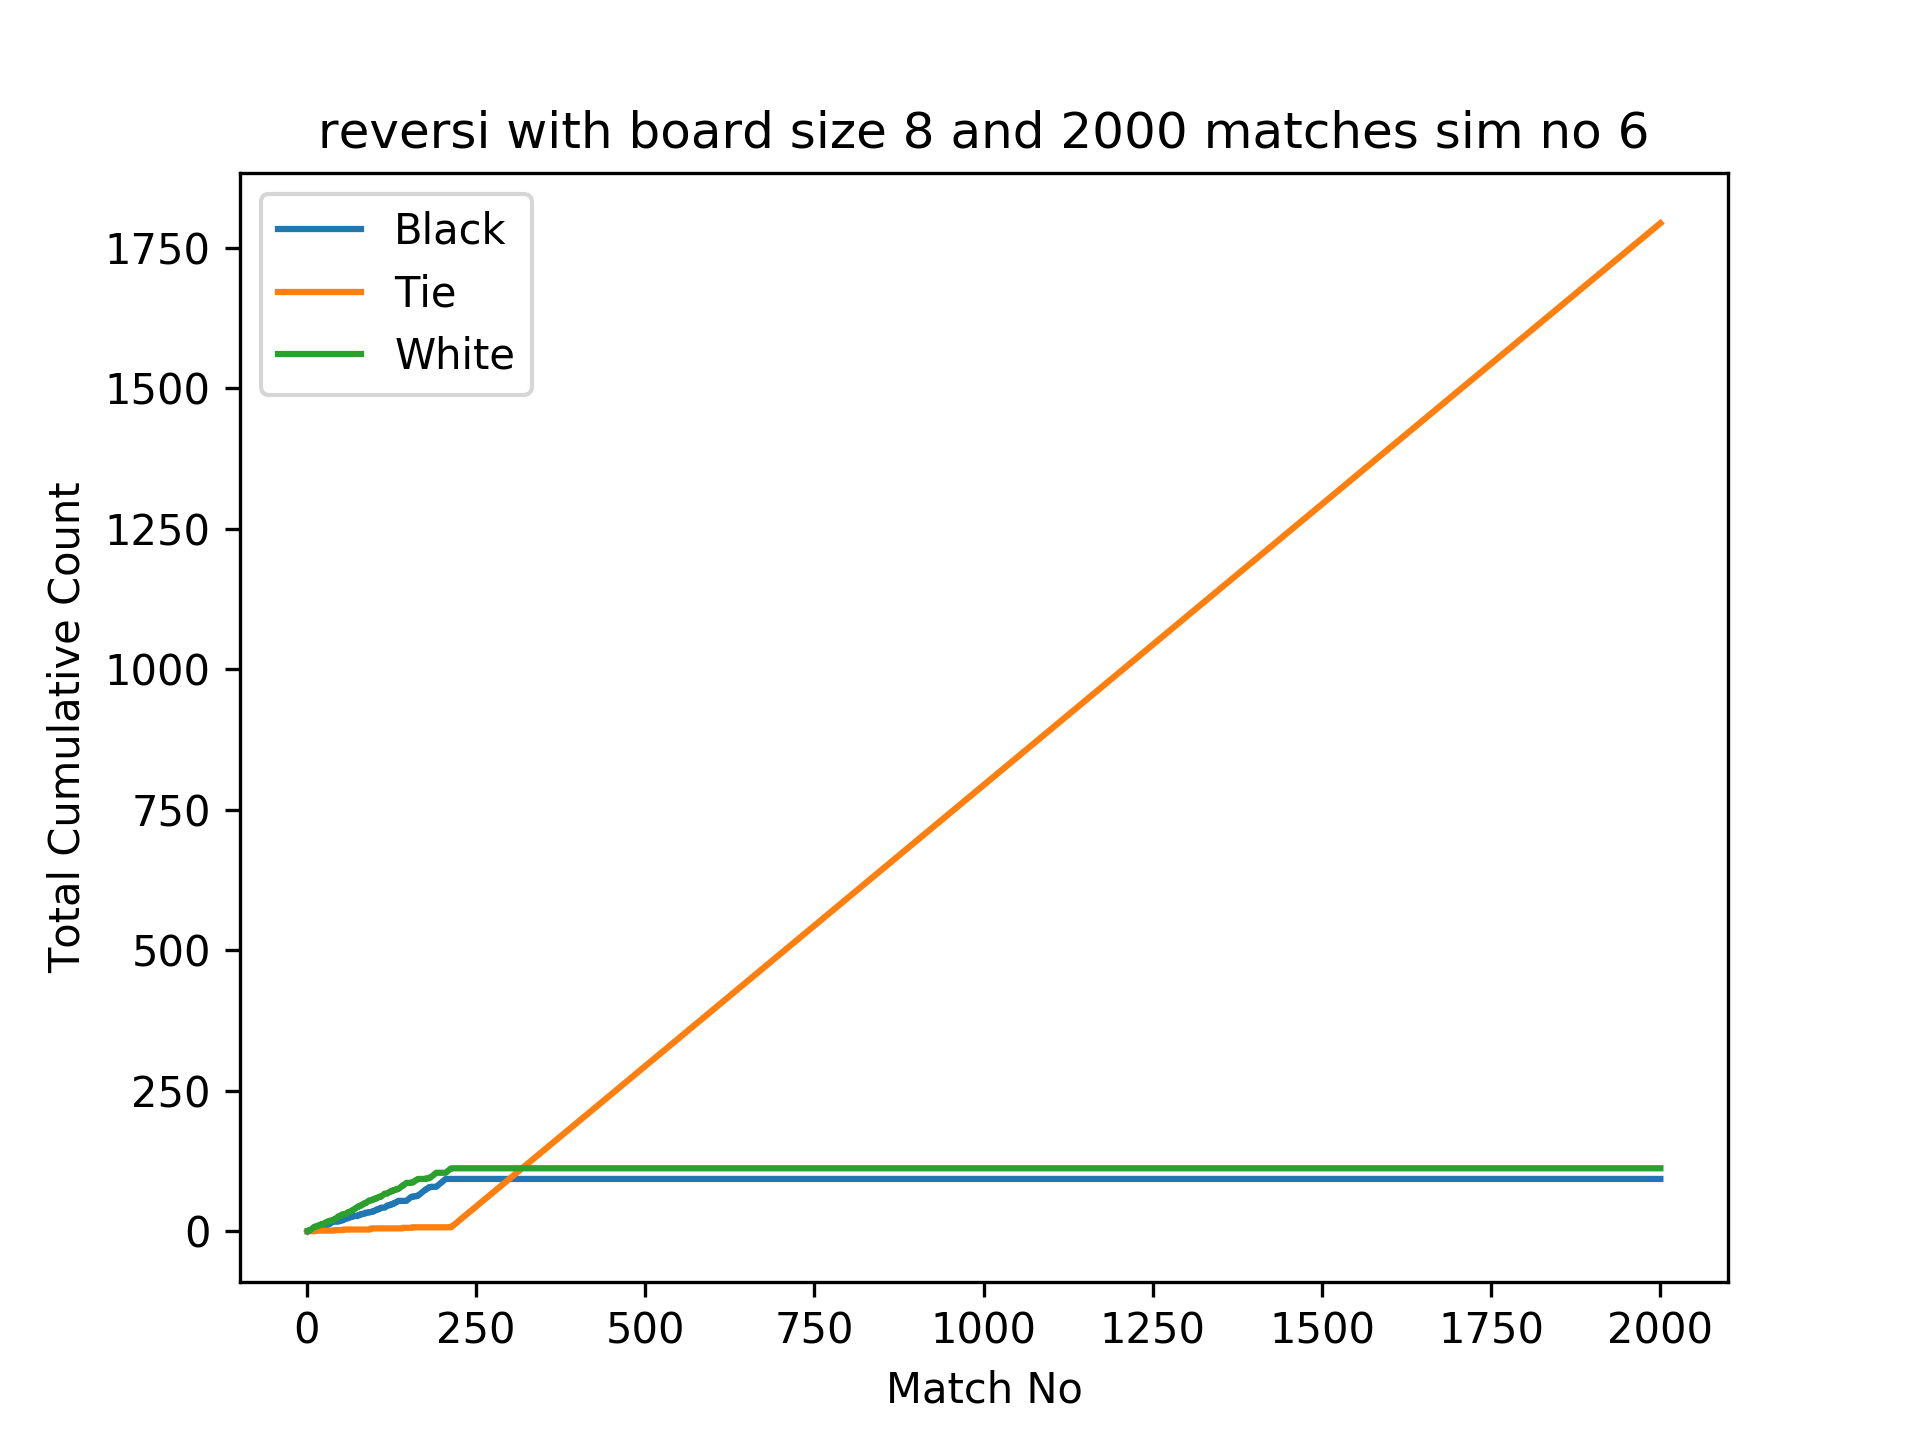 reversi with board size 8 and 2000 matches sim no 6
Black
Tie
White
1750
1500
1250
1000
750
500
250
0
Total Cumulative Count
0 250 500 750 1000 1250 1500 1750 2000
Match No